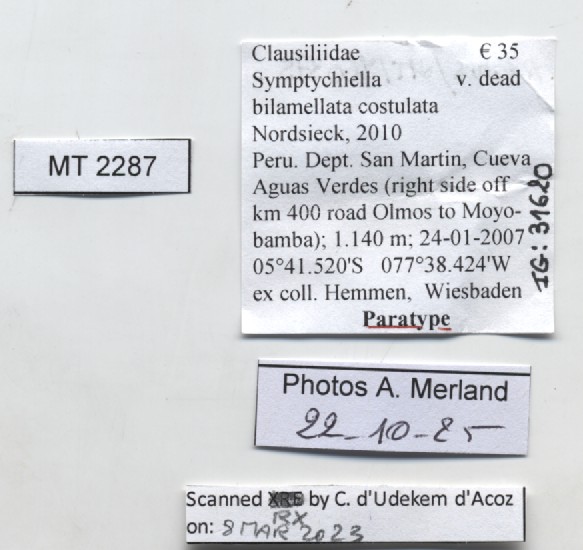 MT 2287
Clausiliidae € 35
Symptychiella v. dead
bilamellata costulata
Nordsieck, 2010
Peru. Dept. San Martin, Cueva
Aguas Verdes (right side off
km 400 road Olmos to Moyo-
bamba); 1.140 m; 24-01-2007
05°41.520'S 077°38.424'W
ex coll. Hemmen, Wiesbaden
Paratype
IG: 31620
Photos A. Merland
22-10-25
Scanned XRE by C. d'Udekem d'Acoz
RX
on: 8 MAR 2023